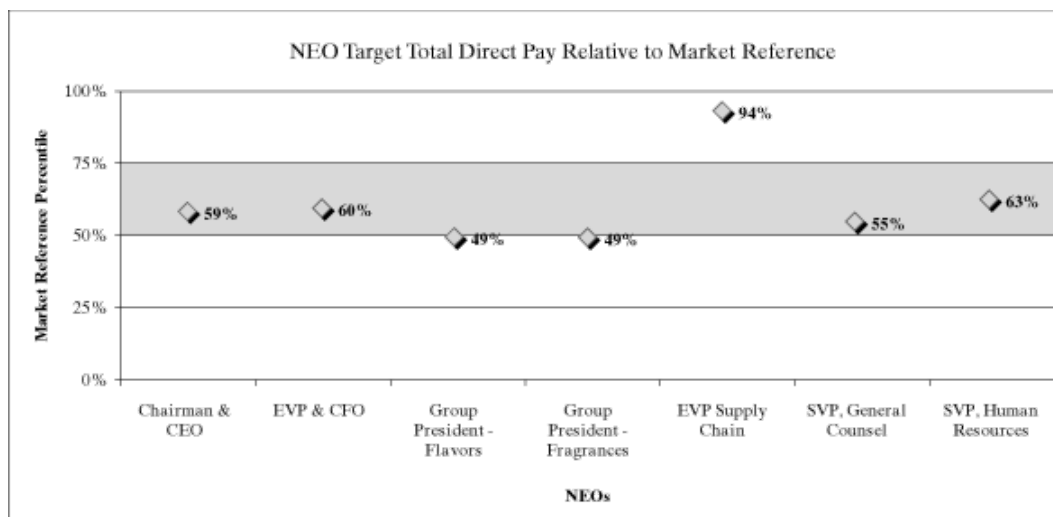 NEO Target Total Direct Pay Relative to Market Reference
Market Reference Percentile
100%
75%
50%
25%
0%
59%
60%
49%
49%
94%
55%
63%
Chairman &
CEO
EVP & CFO
Group
President -
Flavors
Group
President -
Fragrances
EVP Supply
Chain
SVP, General
Counsel
SVP, Human
Resources
NEOs